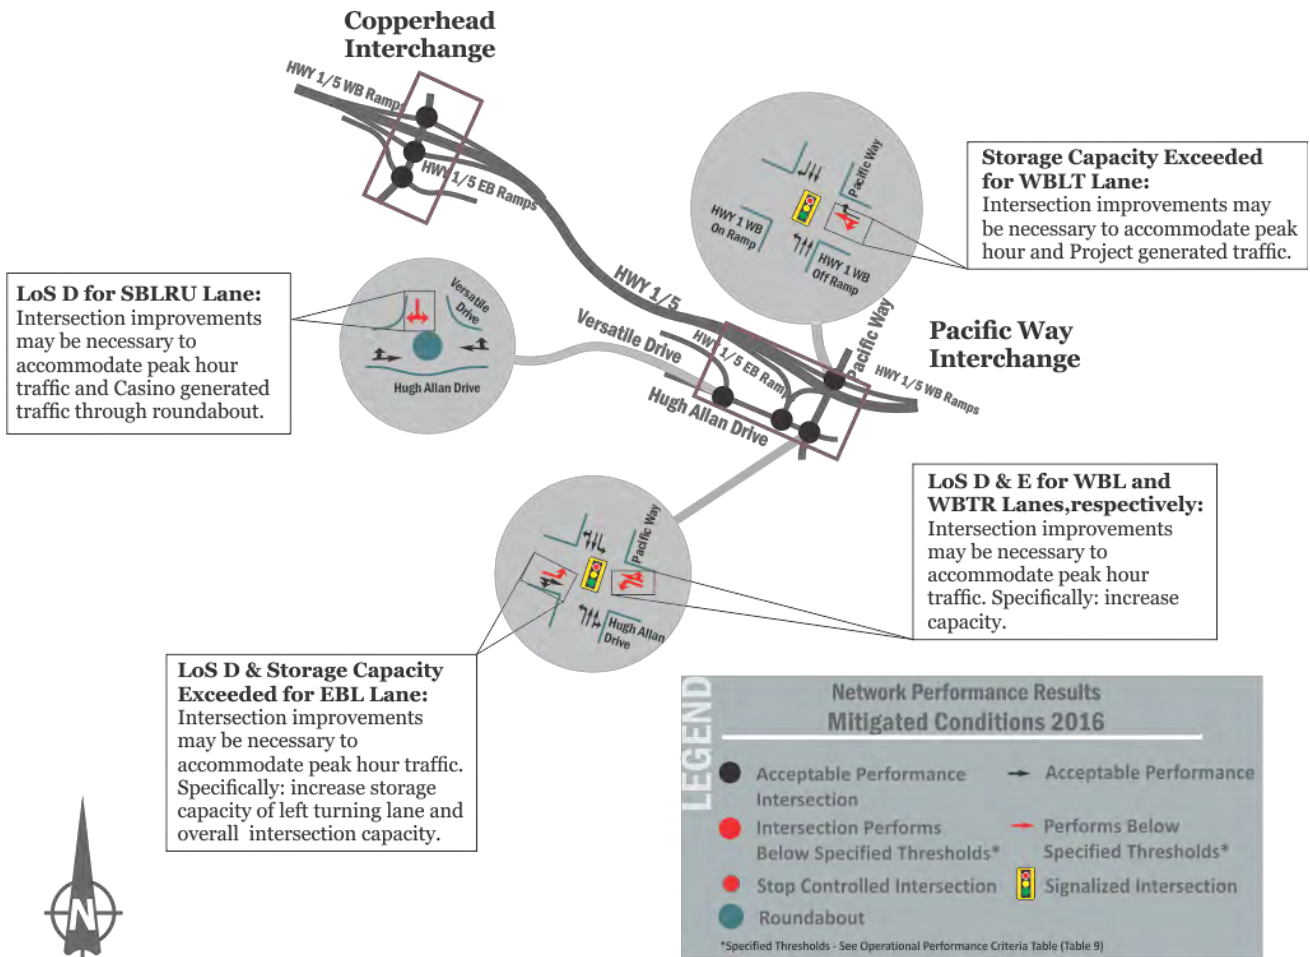 Copperhead
Interchange
HWY 1/5 WB Ramps
HWY 1/5 EB Ramps
HWY 1/5
Pacific Way
HWY 1 WB
On Ramp
HWY 1 WB
Off Ramp
Storage Capacity Exceeded
for WBLT Lane:
Intersection improvements may
be necessary to accommodate peak
hour and Project generated traffic.
LoS D for SBLRU Lane:
Intersection improvements
may be necessary to
accommodate peak hour
traffic and Casino generated
traffic through roundabout.
Versatile
Drive
Hugh Allan Drive
Versatile Drive
HWY 1/5 EB Ramp
Hugh Allan Drive
Pacific Way
HWY 1/5 WB Ramps
Pacific Way
Interchange
LoS D & E for WBL and
WBTR Lanes,respectively:
Intersection improvements
may be necessary to
accommodate peak hour
traffic. Specifically: increase
capacity.
Pacific Way
Hugh Allan
Drive
LoS D & Storage Capacity
Exceeded for EBL Lane:
Intersection improvements
may be necessary to
accommodate peak hour traffic.
Specifically: increase storage
capacity of left turning lane and
overall intersection capacity.
N
LEGEND
Network Performance Results
Mitigated Conditions 2016
Acceptable Performance
Intersection
Acceptable Performance
Intersection Performs
Below Specified Thresholds*
Performs Below
Specified Thresholds*
Stop Controlled Intersection
Signalized Intersection
Roundabout
*Specified Thresholds - See Operational Performance Criteria Table (Table 9)